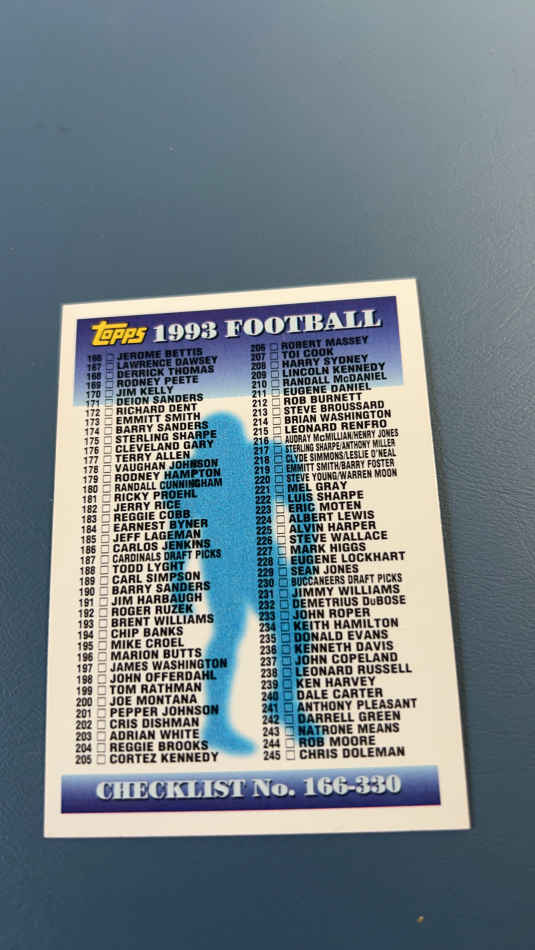 Topps 1993 FOOTBALL
166 JEROME BETTIS
167 LAWRENCE DAWSEY
168 DERRICK THOMAS
169 RODNEY PEETE
170 JIM KELLY
171 DEION SANDERS
172 RICHARD DENT
173 EMMITT SMITH
174 BARRY SANDERS
175 STERLING SHARPE
176 CLEVELAND GARY
177 TERRY ALLEN
178 VAUGHAN JOHNSON
179 RODNEY HAMPTON
180 RANDALL CUNNINGHAM
181 RICKY PROEHL
182 JERRY RICE
183 REGGIE COBB
184 EARNEST BYNER
185 JEFF LAGEMAN
186 CARLOS JENKINS
187 CARDINALS DRAFT PICKS
188 TODD LYGHT
189 CARL SIMPSON
190 BARRY SANDERS
191 JIM HARBAUGH
192 ROGER RUZEK
193 BRENT WILLIAMS
194 CHIP BANKS
195 MIKE CROEL
196 MARION BUTTS
197 JAMES WASHINGTON
198 JOHN OFFERDAHL
199 TOM RATHMAN
200 JOE MONTANA
201 PEPPER JOHNSON
202 CRIS DISHMAN
203 ADRIAN WHITE
204 REGGIE BROOKS
205 CORTEZ KENNEDY
206 ROBERT MASSEY
207 TOI COOK
208 HARRY SYDNEY
209 LINCOLN KENNEDY
210 RANDALL McDANIEL
211 EUGENE DANIEL
212 ROB BURNETT
213 STEVE BROUSSARD
214 BRIAN WASHINGTON
215 LEONARD RENFRO
216 AUDRAY McMILLIAN/HENRY JONES
217 STERLING SHARPE/ANTHONY MILLER
218 CLYDE SIMMONS/LESLIE O'NEAL
219 EMMITT SMITH/BARRY FOSTER
220 STEVE YOUNG/WARREN MOON
221 MEL GRAY
222 LUIS SHARPE
223 ERIC MOTEN
224 ALBERT LEWIS
225 ALVIN HARPER
226 STEVE WALLACE
227 MARK HIGGS
228 EUGENE LOCKHART
229 SEAN JONES
230 BUCCANEERS DRAFT PICKS
231 JIMMY WILLIAMS
232 DEMETRIUS DuBOSE
233 JOHN ROPER
234 KEITH HAMILTON
235 DONALD EVANS
236 KENNETH DAVIS
237 JOHN COPELAND
238 LEONARD RUSSELL
239 KEN HARVEY
240 DALE CARTER
241 ANTHONY PLEASANT
242 DARRELL GREEN
243 NATRONE MEANS
244 ROB MOORE
245 CHRIS DOLEMAN
CHECKLIST No. 166-330